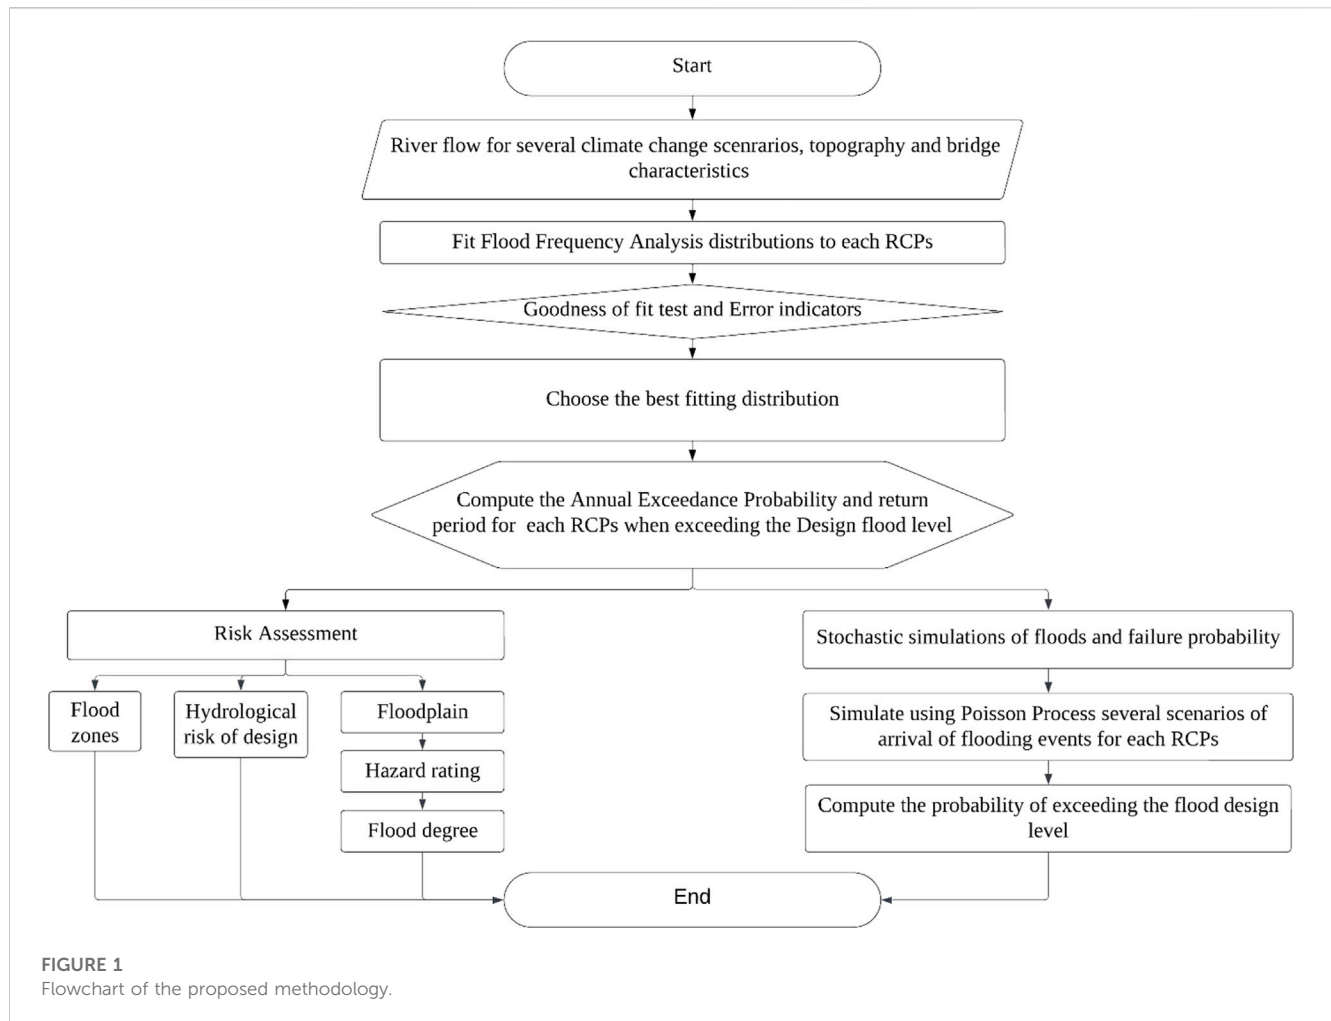 Start
River flow for several climate change scenrarios, topography and bridge
characteristics
Fit Flood Frequency Analysis distributions to each RCPs
Goodness of fit test and Error indicators
Choose the best fitting distribution
Compute the Annual Exceedance Probability and return
period for each RCPs when exceeding the Design flood level
Risk Assessment
Flood
zones
Hydrological
risk of design
Floodplain
Hazard rating
Flood degree
Stochastic simulations of floods and failure probability
Simulate using Poisson Process several scenarios of
arrival of flooding events for each RCPs
Compute the probability of exceeding the flood design
level
End
FIGURE 1
Flowchart of the proposed methodology.